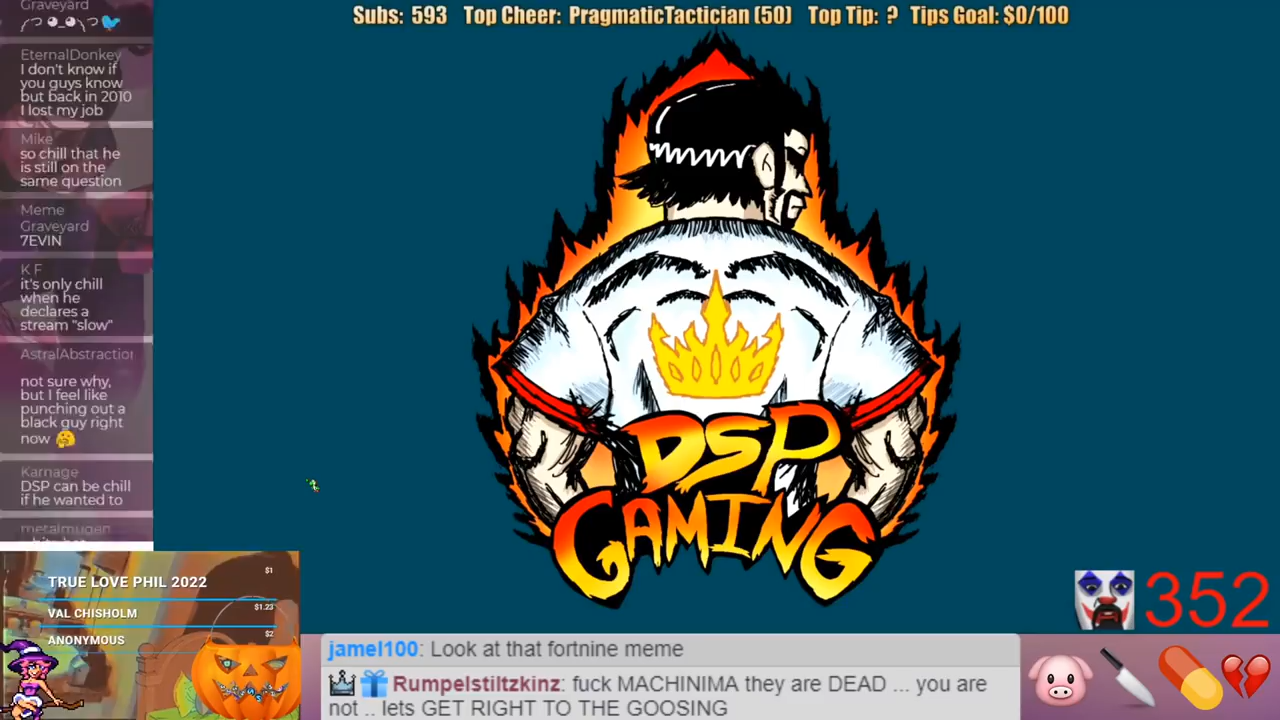 Subs: 593 Top Cheer: PragmaticTactician (50) Top Tip: ? Tips Goal: $0/100
Graveyard
EternalDonkey
I don't know if
you guys know
but back in 2010
I lost my job
Mike
so chill that he
is still on the
same question
Meme
Graveyard
7EVIN
K F
it's only chill
when he
declares a
stream "slow"
AstralAbstraction
not sure why,
but I feel like
punching out a
black guy right
now 🤔
Karnage
DSP can be chill
if he wanted to
metalmugen
DSP
GAMING
TRUE LOVE PHIL 2022 $1
VAL CHISHOLM $1.23
ANONYMOUS $2
352
jamel100: Look at that fortnine meme
Rumpelstiltzkinz: fuck MACHINIMA they are DEAD ... you are
not .. lets GET RIGHT TO THE GOOSING